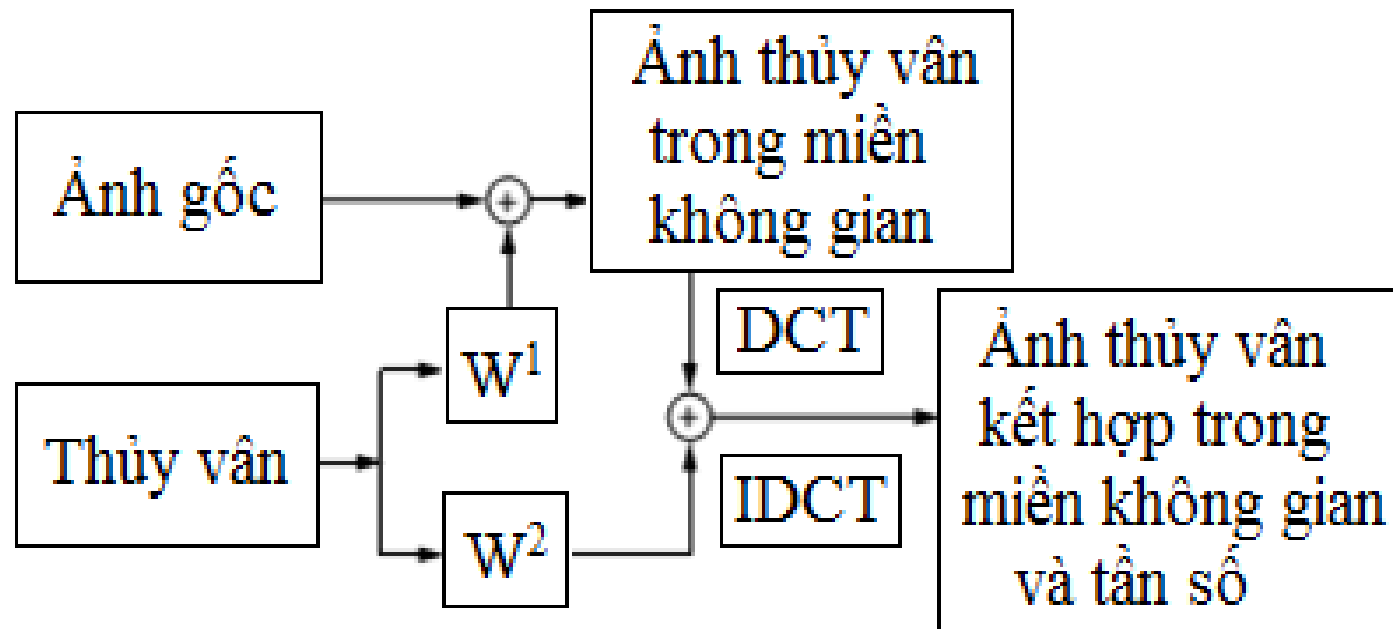 Ảnh thủy vân
trong miền
không gian
Ảnh gốc
+
DCT
W¹
Ảnh thủy vân
kết hợp trong
miền không gian
và tần số
+
Thủy vân
IDCT
W²